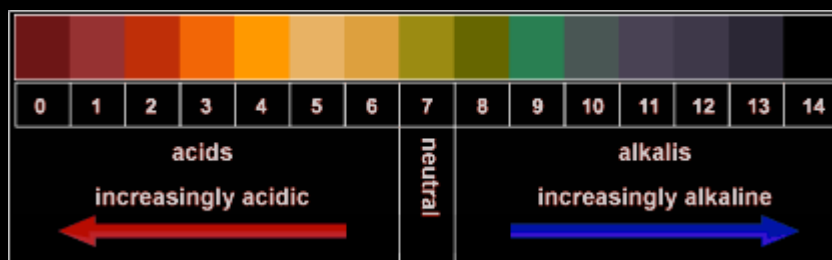 0 1 2 3 4 5 6 7 8 9 10 11 12 13 14
acids
increasingly acidic
neutral
alkalis
increasingly alkaline